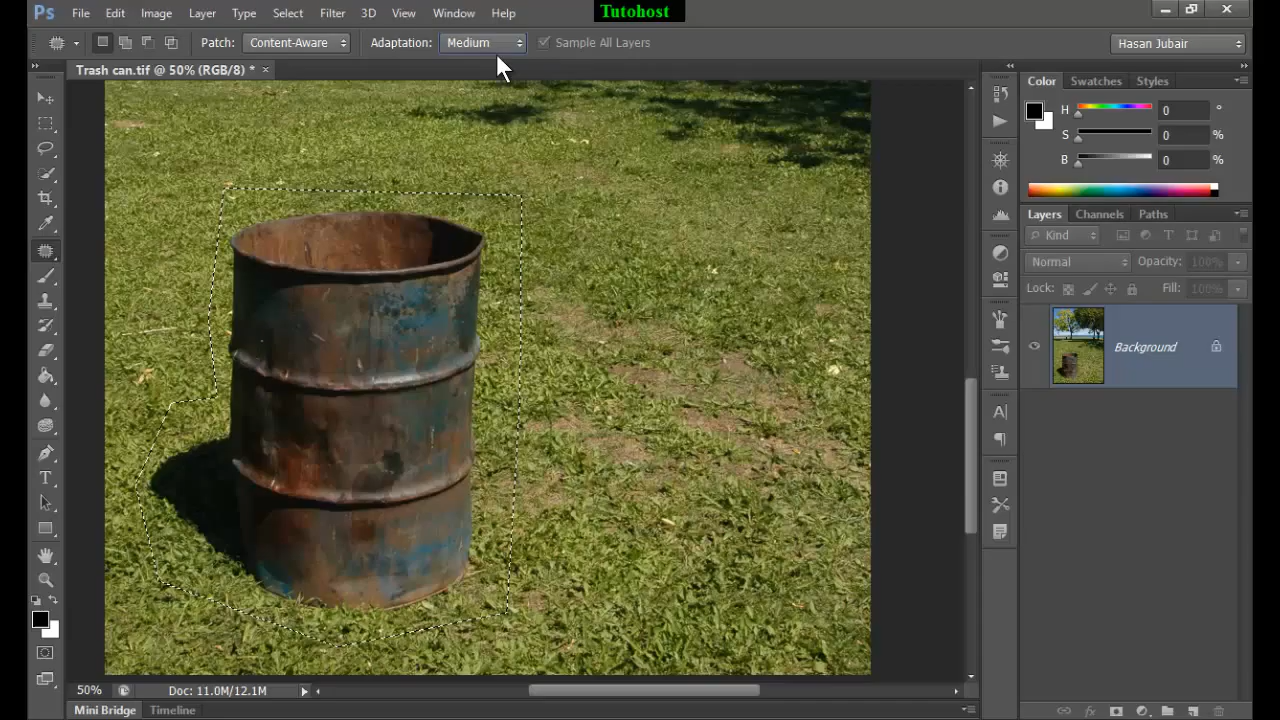 Ps File Edit Image Layer Type Select Filter 3D View Window Help Tutohost
Patch: Content-Aware Adaptation: Medium Sample All Layers Hasan Jubair
Trash can.tif @ 50% (RGB/8) * ×
Color Swatches Styles
H 0 °
S 0 %
B 0 %
Layers Channels Paths
Kind
Normal Opacity: 100%
Lock: Fill: 100%
Background
50% Doc: 11.0M/12.1M
Mini Bridge Timeline